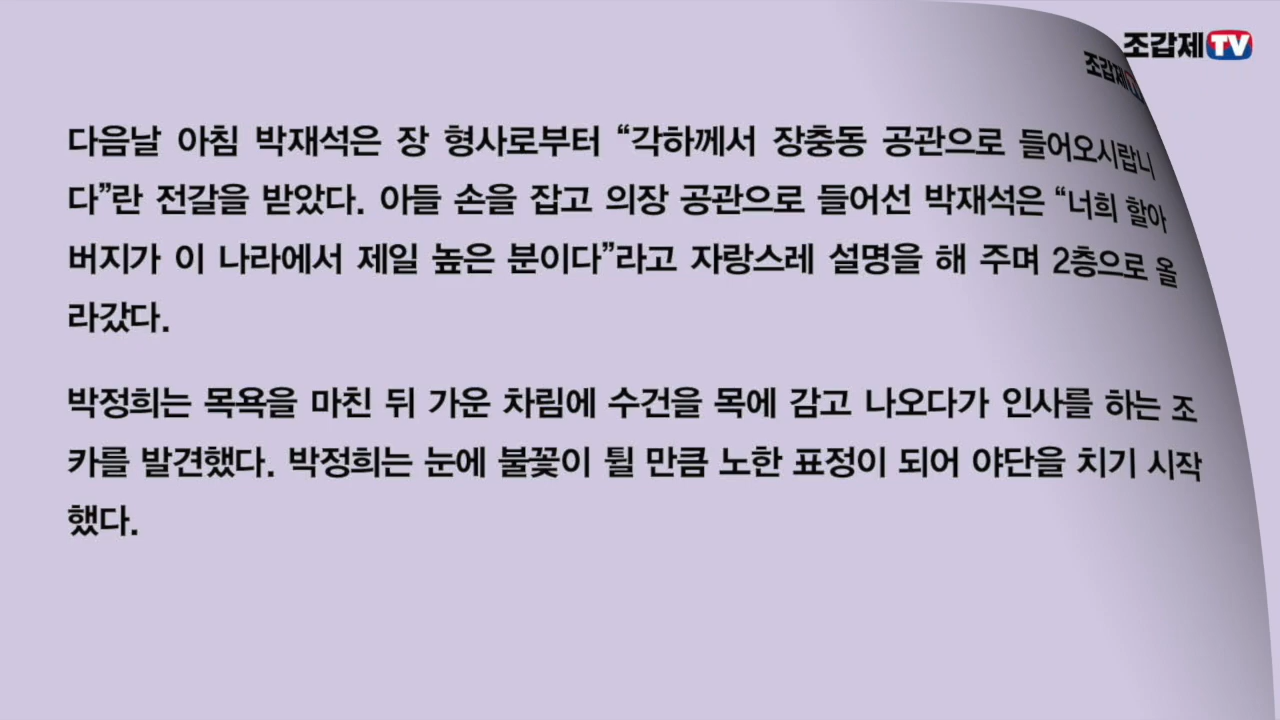 조갑제TV
조갑제
다음날 아침 박재석은 장 형사로부터 “각하께서 장충동 공관으로 들어오시랍니
다”란 전갈을 받았다. 아들 손을 잡고 의장 공관으로 들어선 박재석은 “너희 할아
버지가 이 나라에서 제일 높은 분이다”라고 자랑스레 설명을 해 주며 2층으로 올
라갔다.
박정희는 목욕을 마친 뒤 가운 차림에 수건을 목에 감고 나오다가 인사를 하는 조
카를 발견했다. 박정희는 눈에 불꽃이 튈 만큼 노한 표정이 되어 야단을 치기 시작
했다.